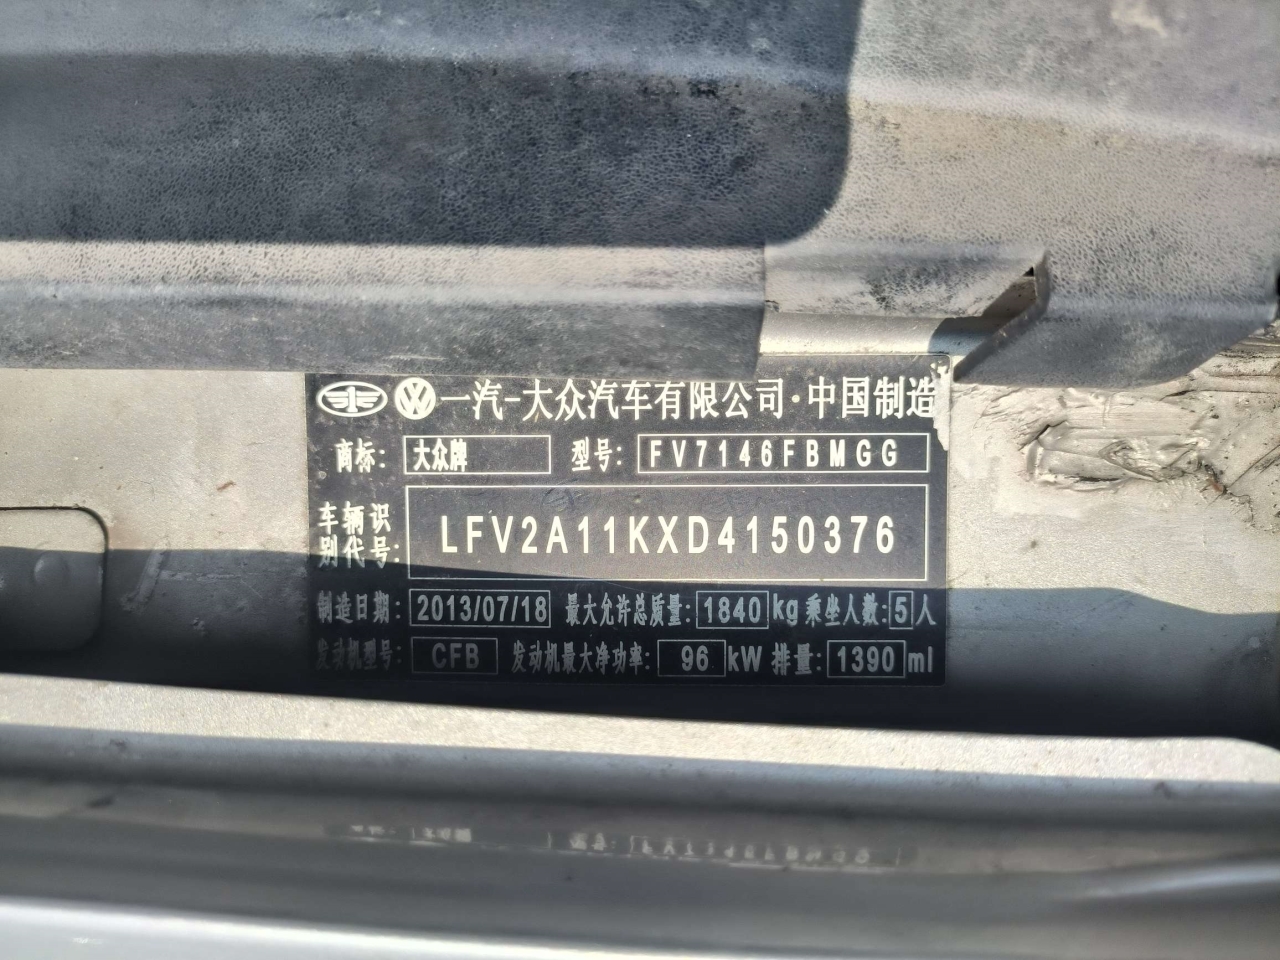 一汽-大众汽车有限公司·中国制造
商标: 大众牌 型号: FV7146FBMGG
车辆识别代号: LFV2A11KXD4150376
制造日期: 2013/07/18 最大允许总质量: 1840 kg 乘坐人数: 5 人
发动机型号: CFB 发动机最大净功率: 96 kW 排量: 1390 ml